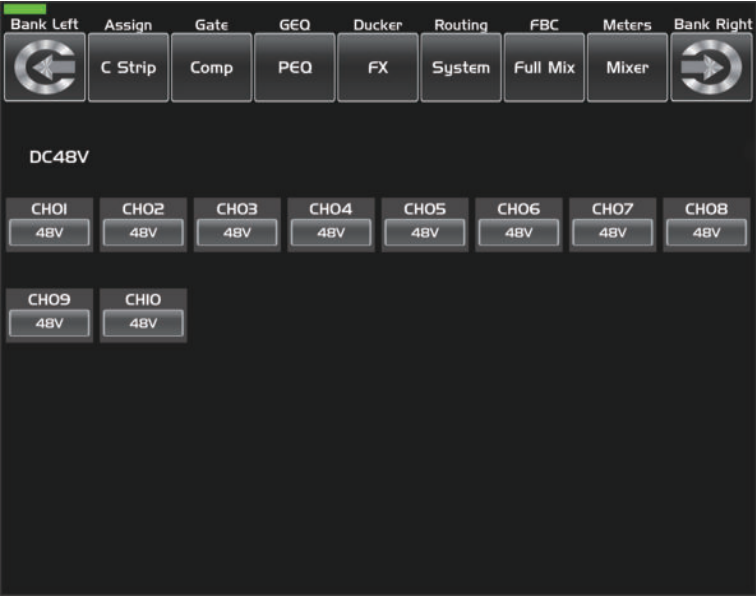 Bank Left Assign Gate GEQ Ducker Routing FBC Meters Bank Right
C Strip Comp PEQ FX System Full Mix Mixer
DC48V
CH01 CH02 CH03 CH04 CH05 CH06 CH07 CH08
48V 48V 48V 48V 48V 48V 48V 48V
CH09 CH10
48V 48V